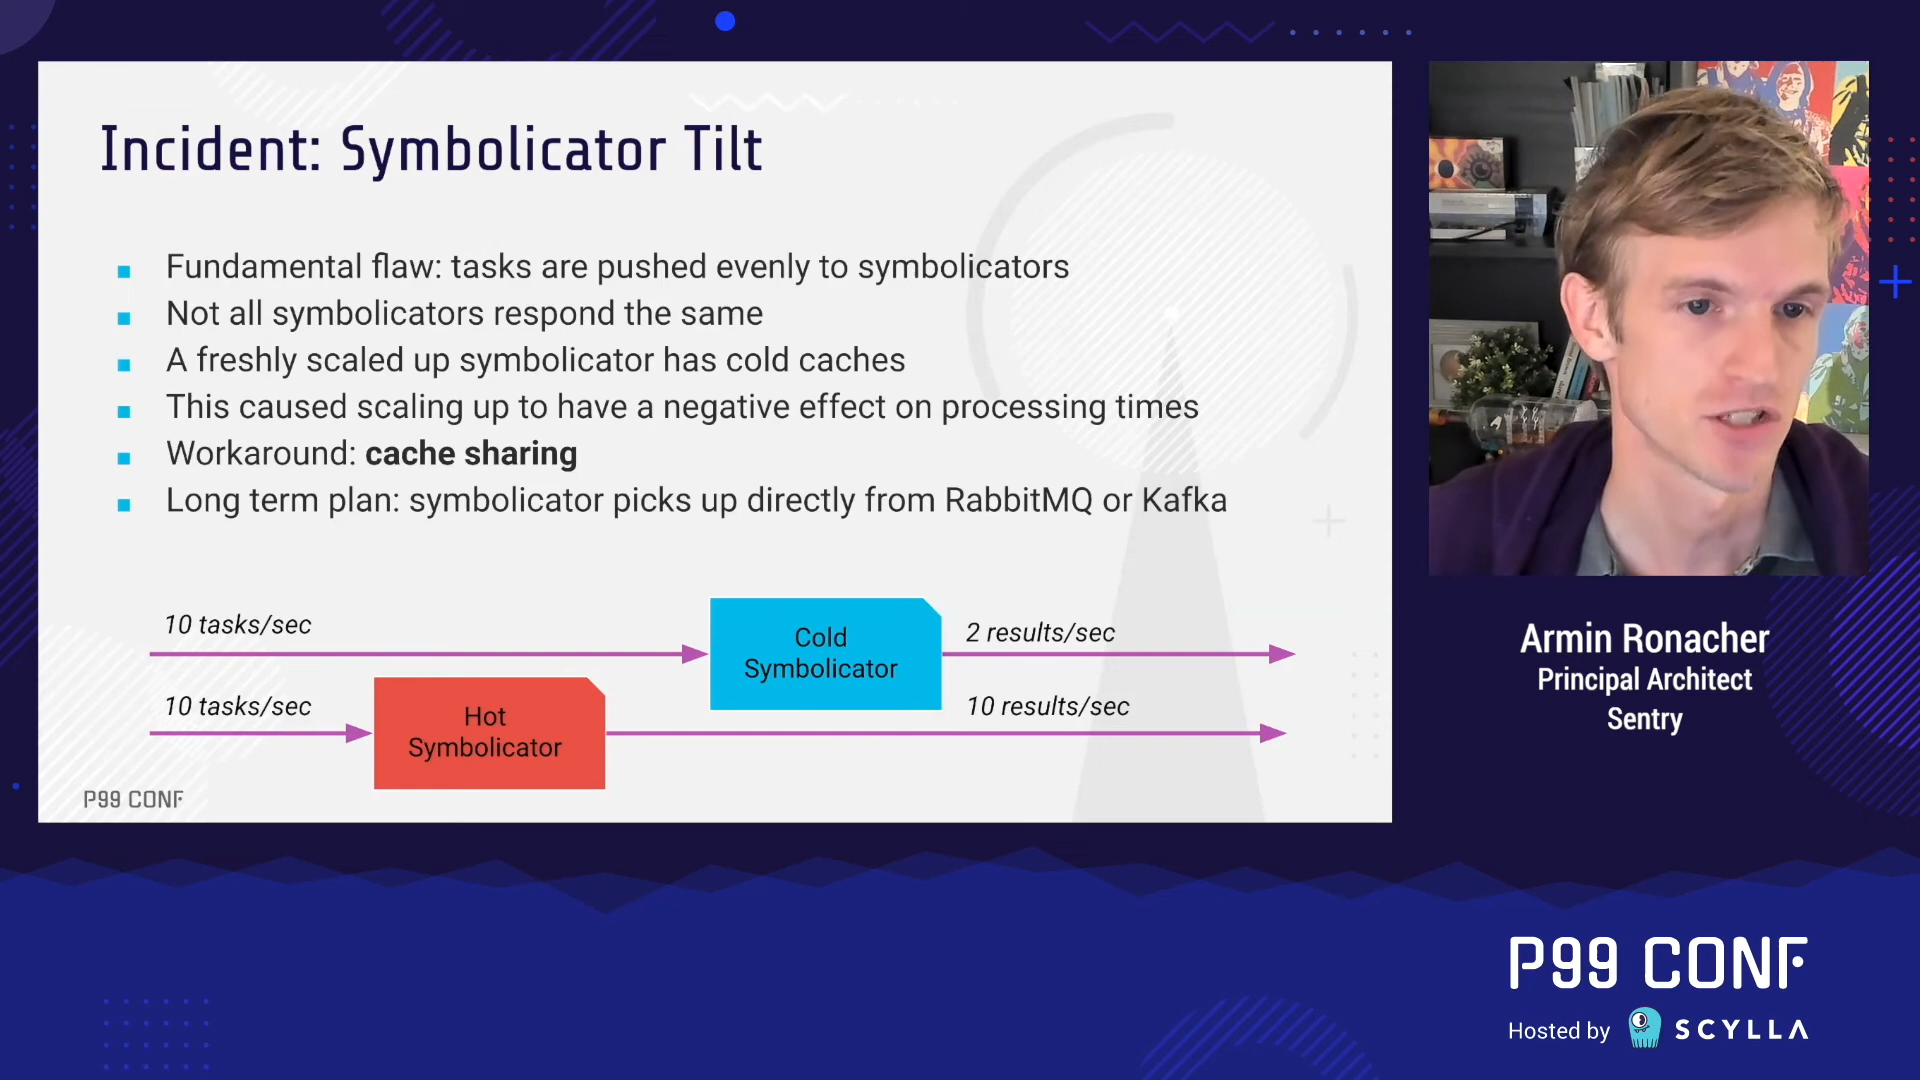 Incident: Symbolicator Tilt
Fundamental flaw: tasks are pushed evenly to symbolicators
Not all symbolicators respond the same
A freshly scaled up symbolicator has cold caches
This caused scaling up to have a negative effect on processing times
Workaround: cache sharing
Long term plan: symbolicator picks up directly from RabbitMQ or Kafka
10 tasks/sec
Cold
Symbolicator
2 results/sec
10 tasks/sec
Hot
Symbolicator
10 results/sec
P99 CONF
Armin Ronacher
Principal Architect
Sentry
P99 CONF
Hosted by SCYLLA